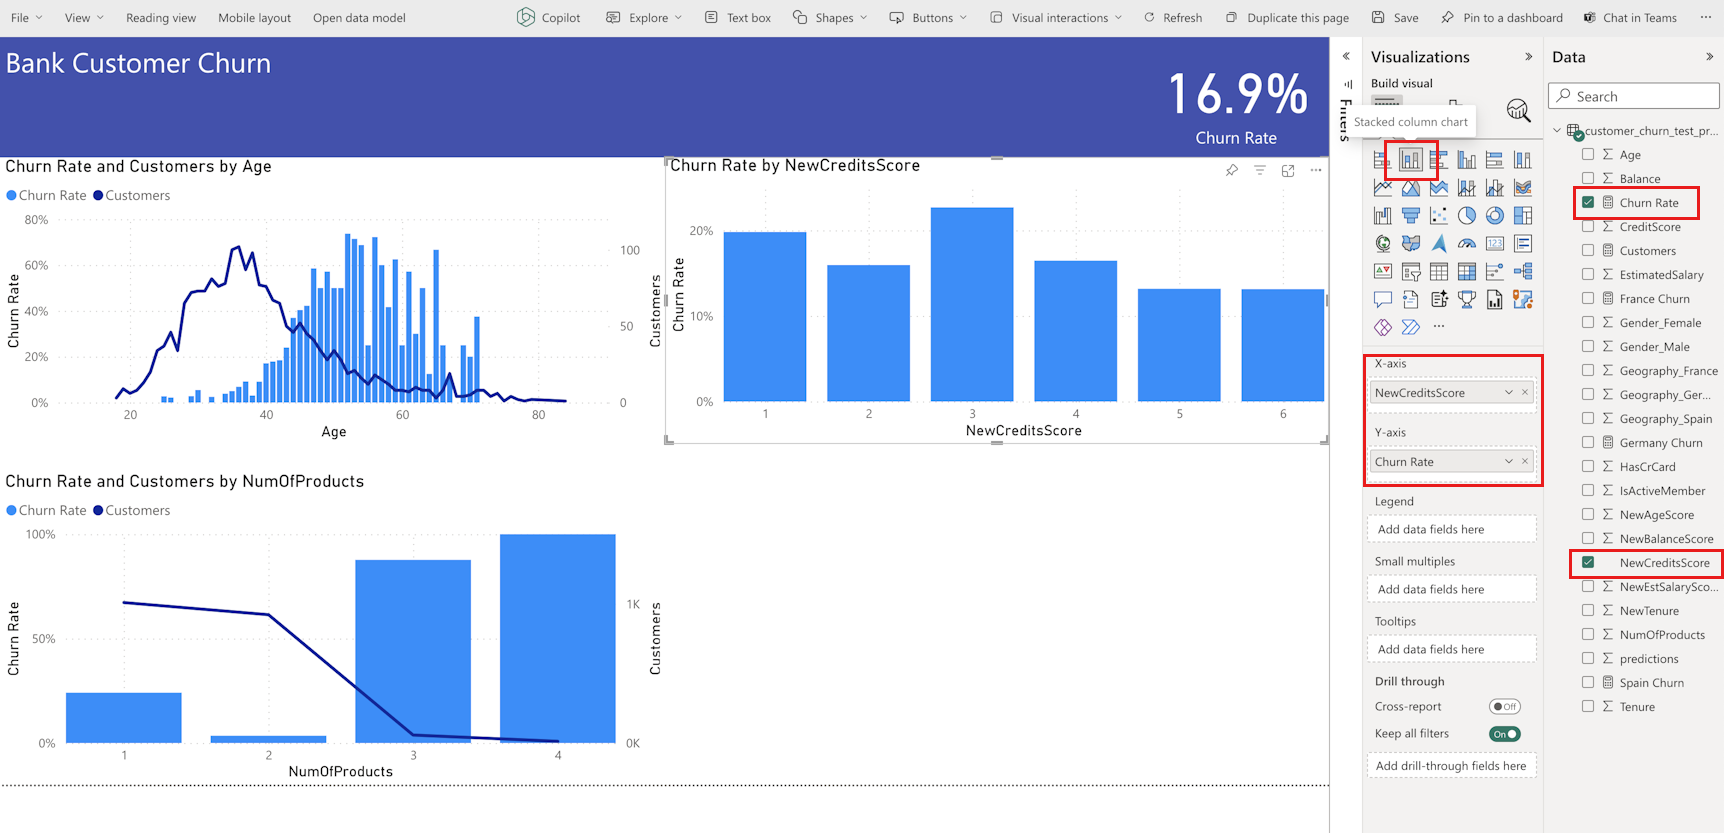 File View Reading view Mobile layout Open data model Copilot Explore Text box Shapes Buttons Visual interactions Refresh Duplicate this page Save Pin to a dashboard Chat in Teams
Bank Customer Churn
16.9%
Churn Rate
Churn Rate and Customers by Age
Churn Rate Customers
80%
60%
40%
20%
0%
Churn Rate
100
50
0
Customers
20 40 60 80
Age
Churn Rate by NewCreditsScore
20%
10%
0%
Churn Rate
1 2 3 4 5 6
NewCreditsScore
Churn Rate and Customers by NumOfProducts
Churn Rate Customers
100%
50%
0%
Churn Rate
1K
0K
Customers
1 2 3 4
NumOfProducts
Filters
Visualizations
Build visual
Stacked column chart
123
X-axis
NewCreditsScore
Y-axis
Churn Rate
Legend
Add data fields here
Small multiples
Add data fields here
Tooltips
Add data fields here
Drill through
Cross-report Off
Keep all filters On
Add drill-through fields here
Data
Search
customer_churn_test_pr...
Age
Balance
Churn Rate
CreditScore
Customers
EstimatedSalary
France Churn
Gender_Female
Gender_Male
Geography_France
Geography_Ger...
Geography_Spain
Germany Churn
HasCrCard
IsActiveMember
NewAgeScore
NewBalanceScore
NewCreditsScore
NewEstSalarySco...
NewTenure
NumOfProducts
predictions
Spain Churn
Tenure